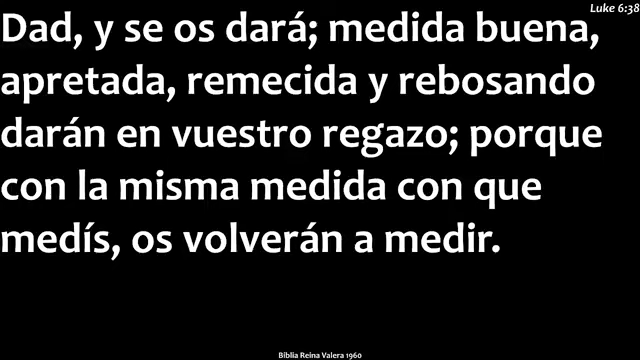 Luke 6:38
Dad, y se os dará; medida buena,
apretada, remecida y rebosando
darán en vuestro regazo; porque
con la misma medida con que
medís, os volverán a medir.
Biblia Reina Valera 1960